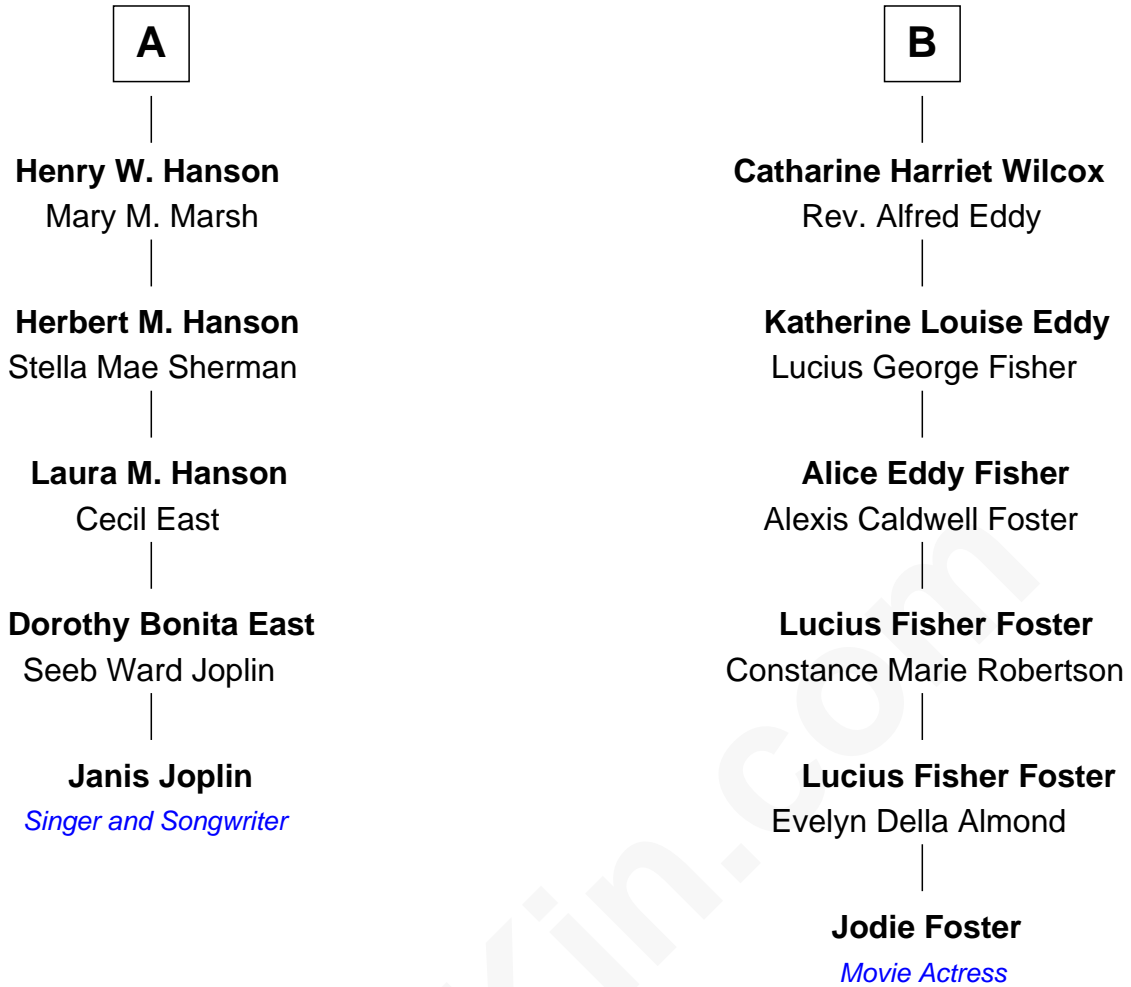 A
Henry W. Hanson
Mary M. Marsh
Herbert M. Hanson
Stella Mae Sherman
Laura M. Hanson
Cecil East
Dorothy Bonita East
Seeb Ward Joplin
Janis Joplin
Singer and Songwriter
B
Catharine Harriet Wilcox
Rev. Alfred Eddy
Katherine Louise Eddy
Lucius George Fisher
Alice Eddy Fisher
Alexis Caldwell Foster
Lucius Fisher Foster
Constance Marie Robertson
Lucius Fisher Foster
Evelyn Della Almond
Jodie Foster
Movie Actress
Kin.com